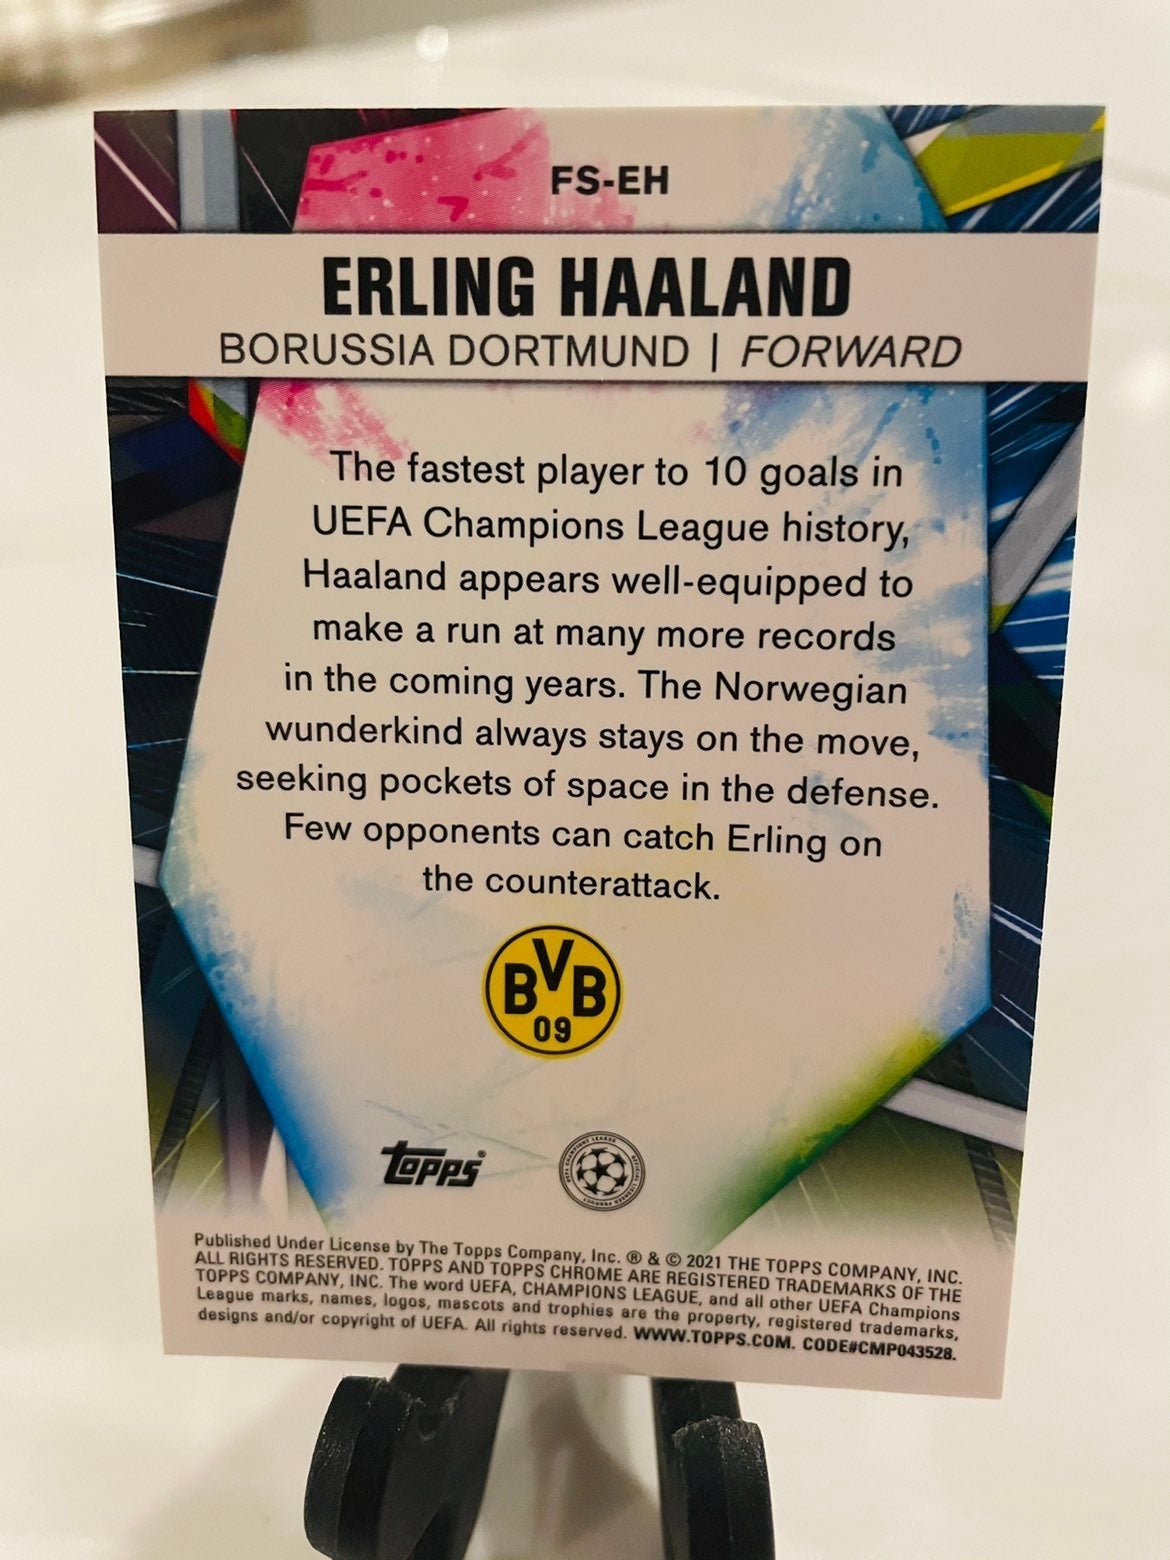 FS-EH
ERLING HAALAND
BORUSSIA DORTMUND | FORWARD
The fastest player to 10 goals in
UEFA Champions League history,
Haaland appears well-equipped to
make a run at many more records
in the coming years. The Norwegian
wunderkind always stays on the move,
seeking pockets of space in the defense.
Few opponents can catch Erling on
the counterattack.
BVB
09
topps®
UEFA CHAMPIONS LEAGUE OFFICIAL LICENSED PRODUCT
Published Under License by The Topps Company, Inc. ® & © 2021 THE TOPPS COMPANY, INC.
ALL RIGHTS RESERVED. TOPPS AND TOPPS CHROME ARE REGISTERED TRADEMARKS OF THE
TOPPS COMPANY, INC. The word UEFA, CHAMPIONS LEAGUE, and all other UEFA Champions
League marks, names, logos, mascots and trophies are the property, registered trademarks,
designs and/or copyright of UEFA. All rights reserved. WWW.TOPPS.COM. CODE#CMP043528.